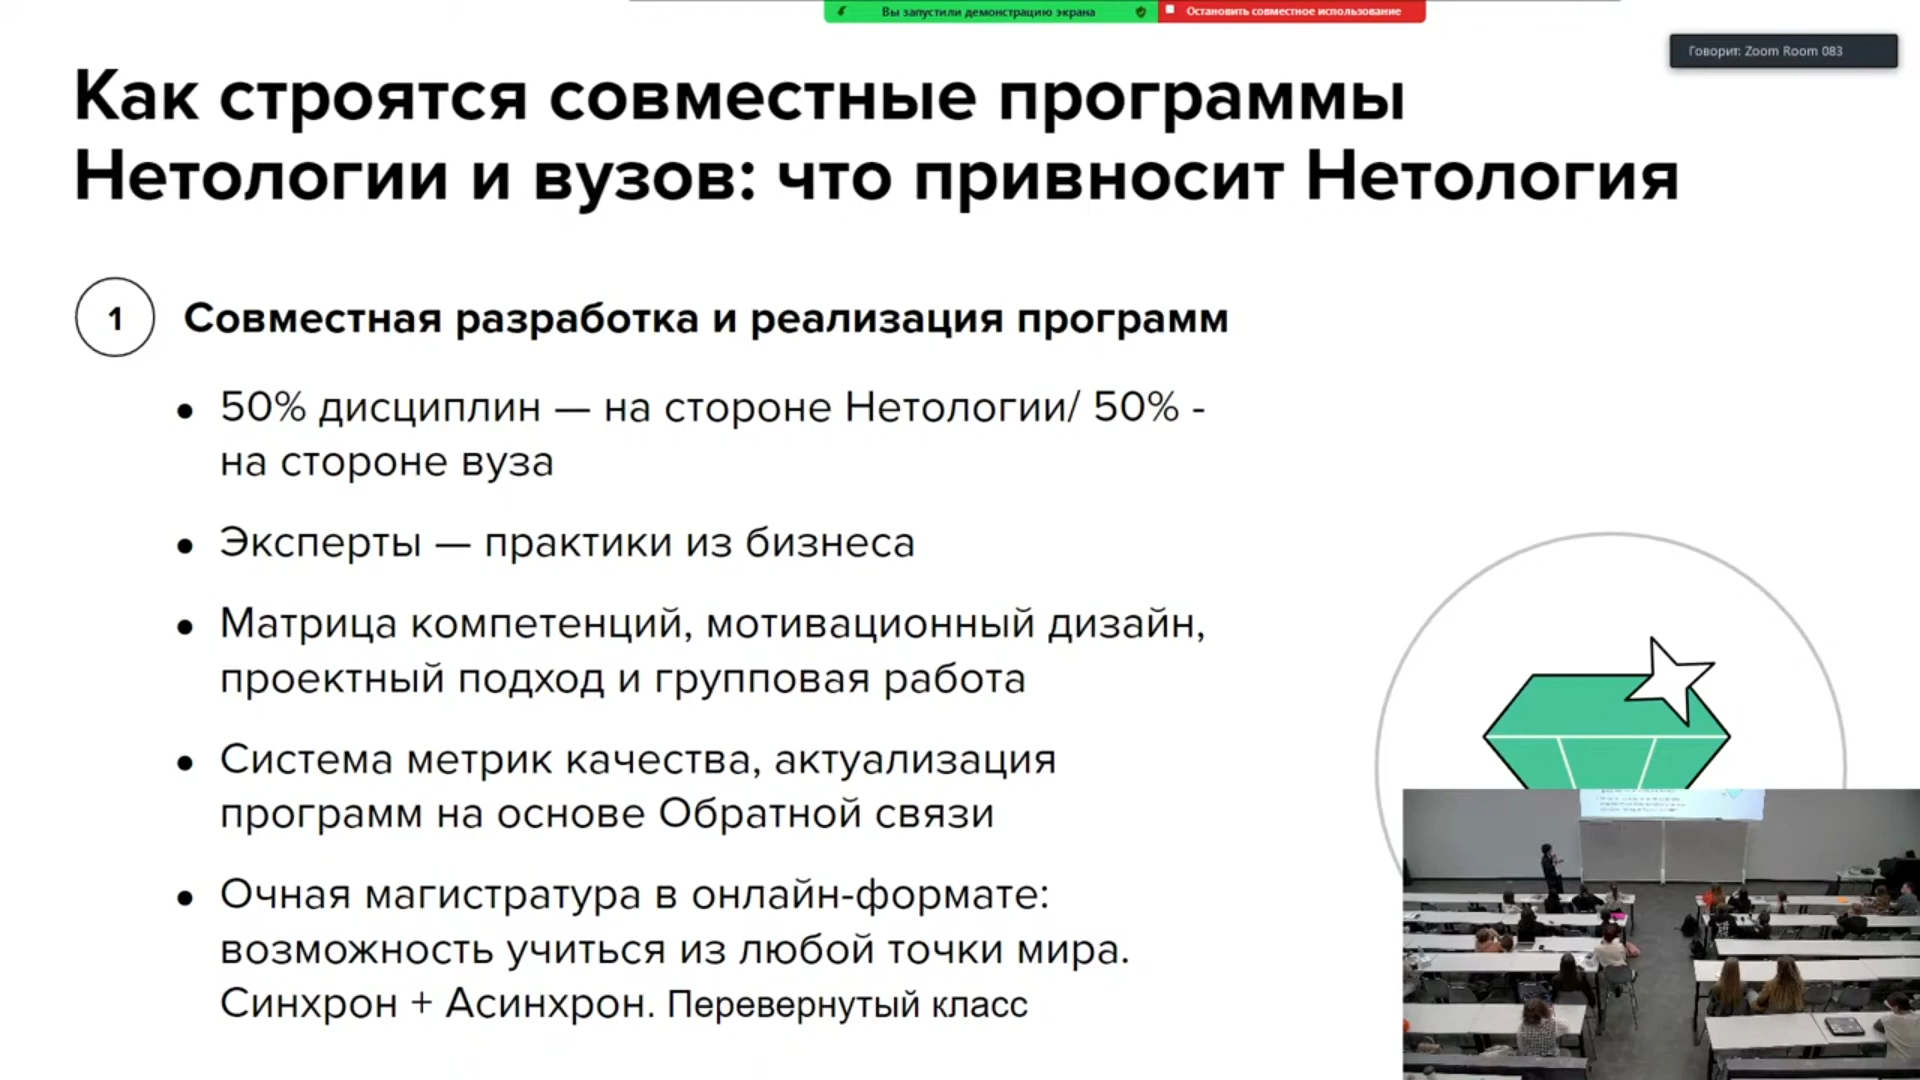 Вы запустили демонстрацию экрана
Остановить совместное использование
Говорит: Zoom Room 083
Как строятся совместные программы
Нетологии и вузов: что привносит Нетология
1
Совместная разработка и реализация программ
• 50% дисциплин — на стороне Нетологии/ 50% -
на стороне вуза
• Эксперты — практики из бизнеса
• Матрица компетенций, мотивационный дизайн,
проектный подход и групповая работа
• Система метрик качества, актуализация
программ на основе Обратной связи
• Очная магистратура в онлайн-формате:
возможность учиться из любой точки мира.
Синхрон + Асинхрон. Перевернутый класс